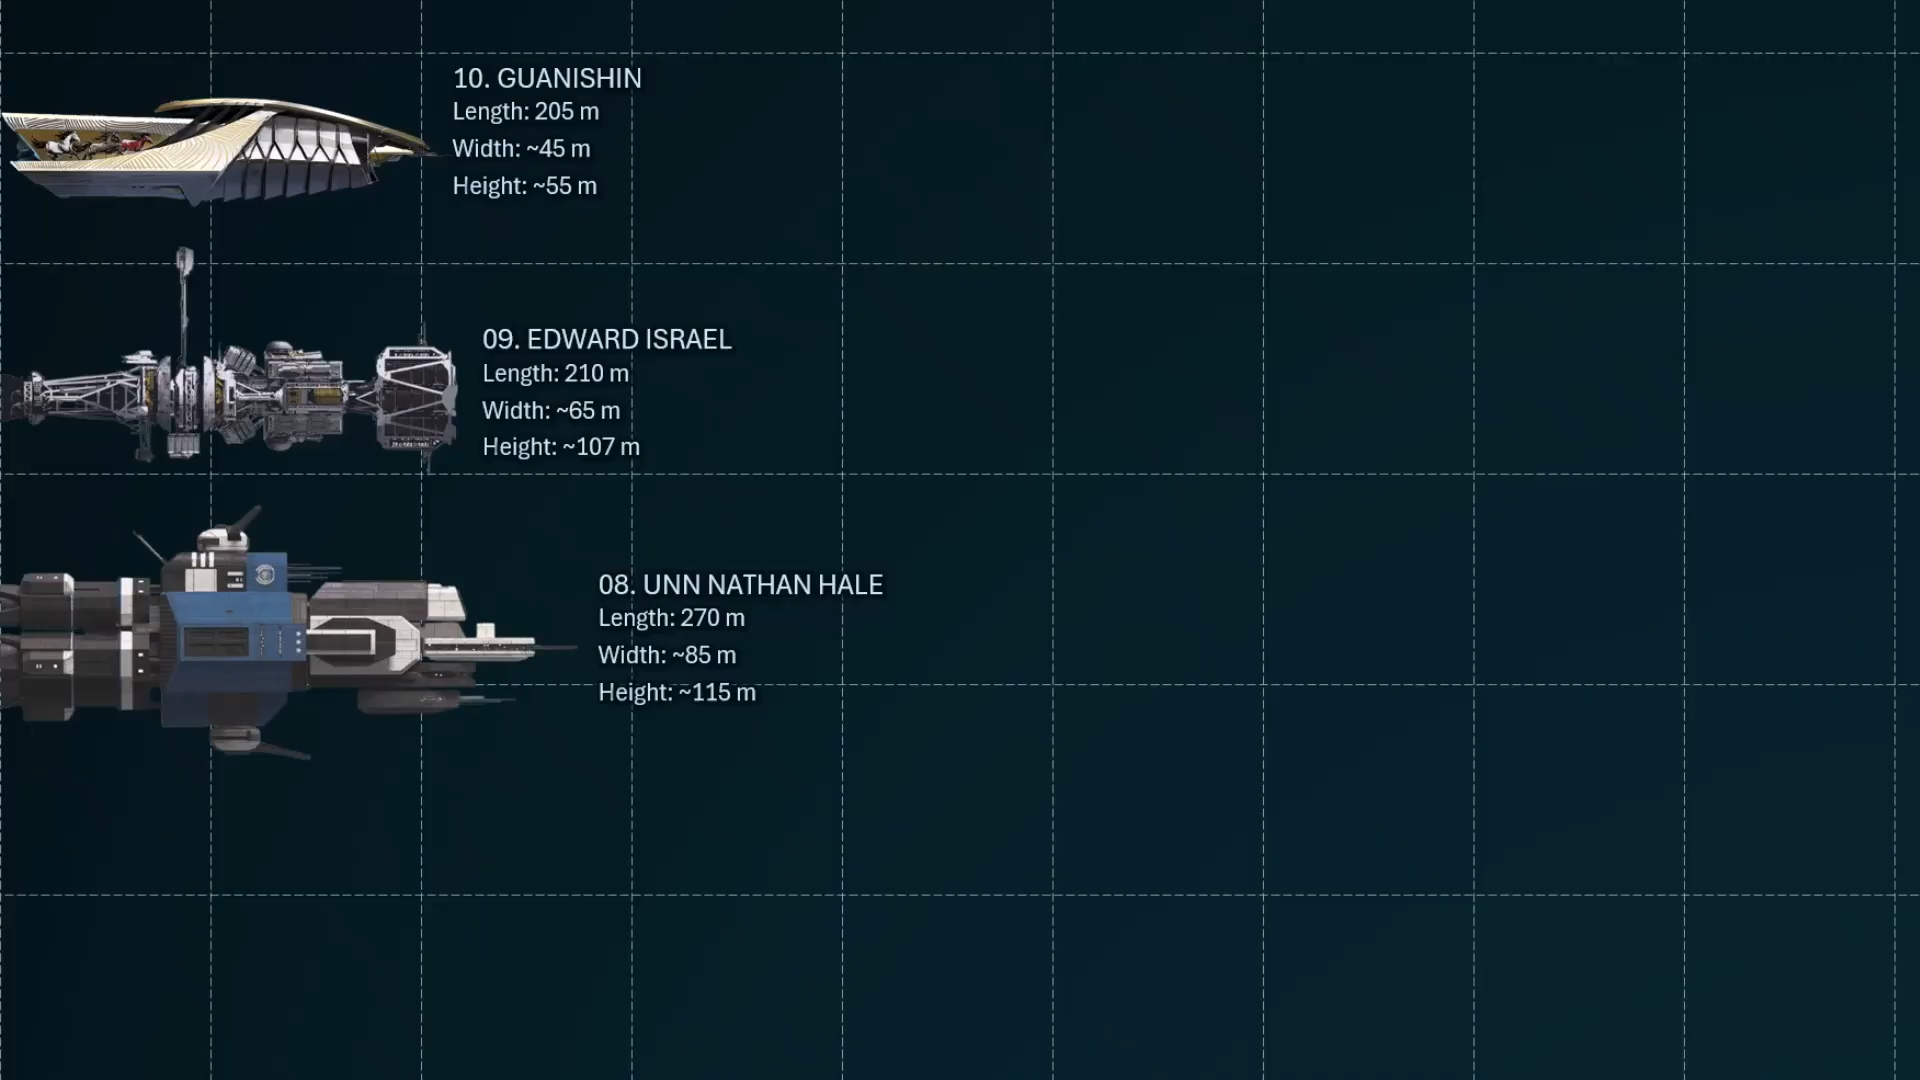 10. GUANISHIN
Length: 205 m
Width: ~45 m
Height: ~55 m
09. EDWARD ISRAEL
Length: 210 m
Width: ~65 m
Height: ~107 m
08. UNN NATHAN HALE
Length: 270 m
Width: ~85 m
Height: ~115 m